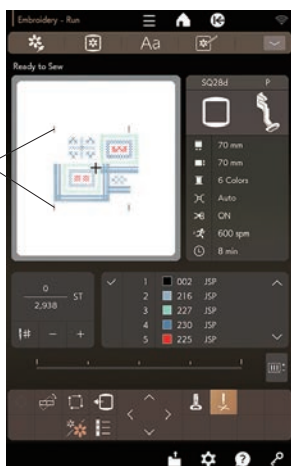 Embroidery - Run
Aa
Ready to Sew
SQ28d P
70 mm
70 mm
6 Colors
Auto
ON
600 spm
8 min
0
2,938
ST
1 002 JSP
2 216 JSP
3 227 JSP
4 230 JSP
5 225 JSP